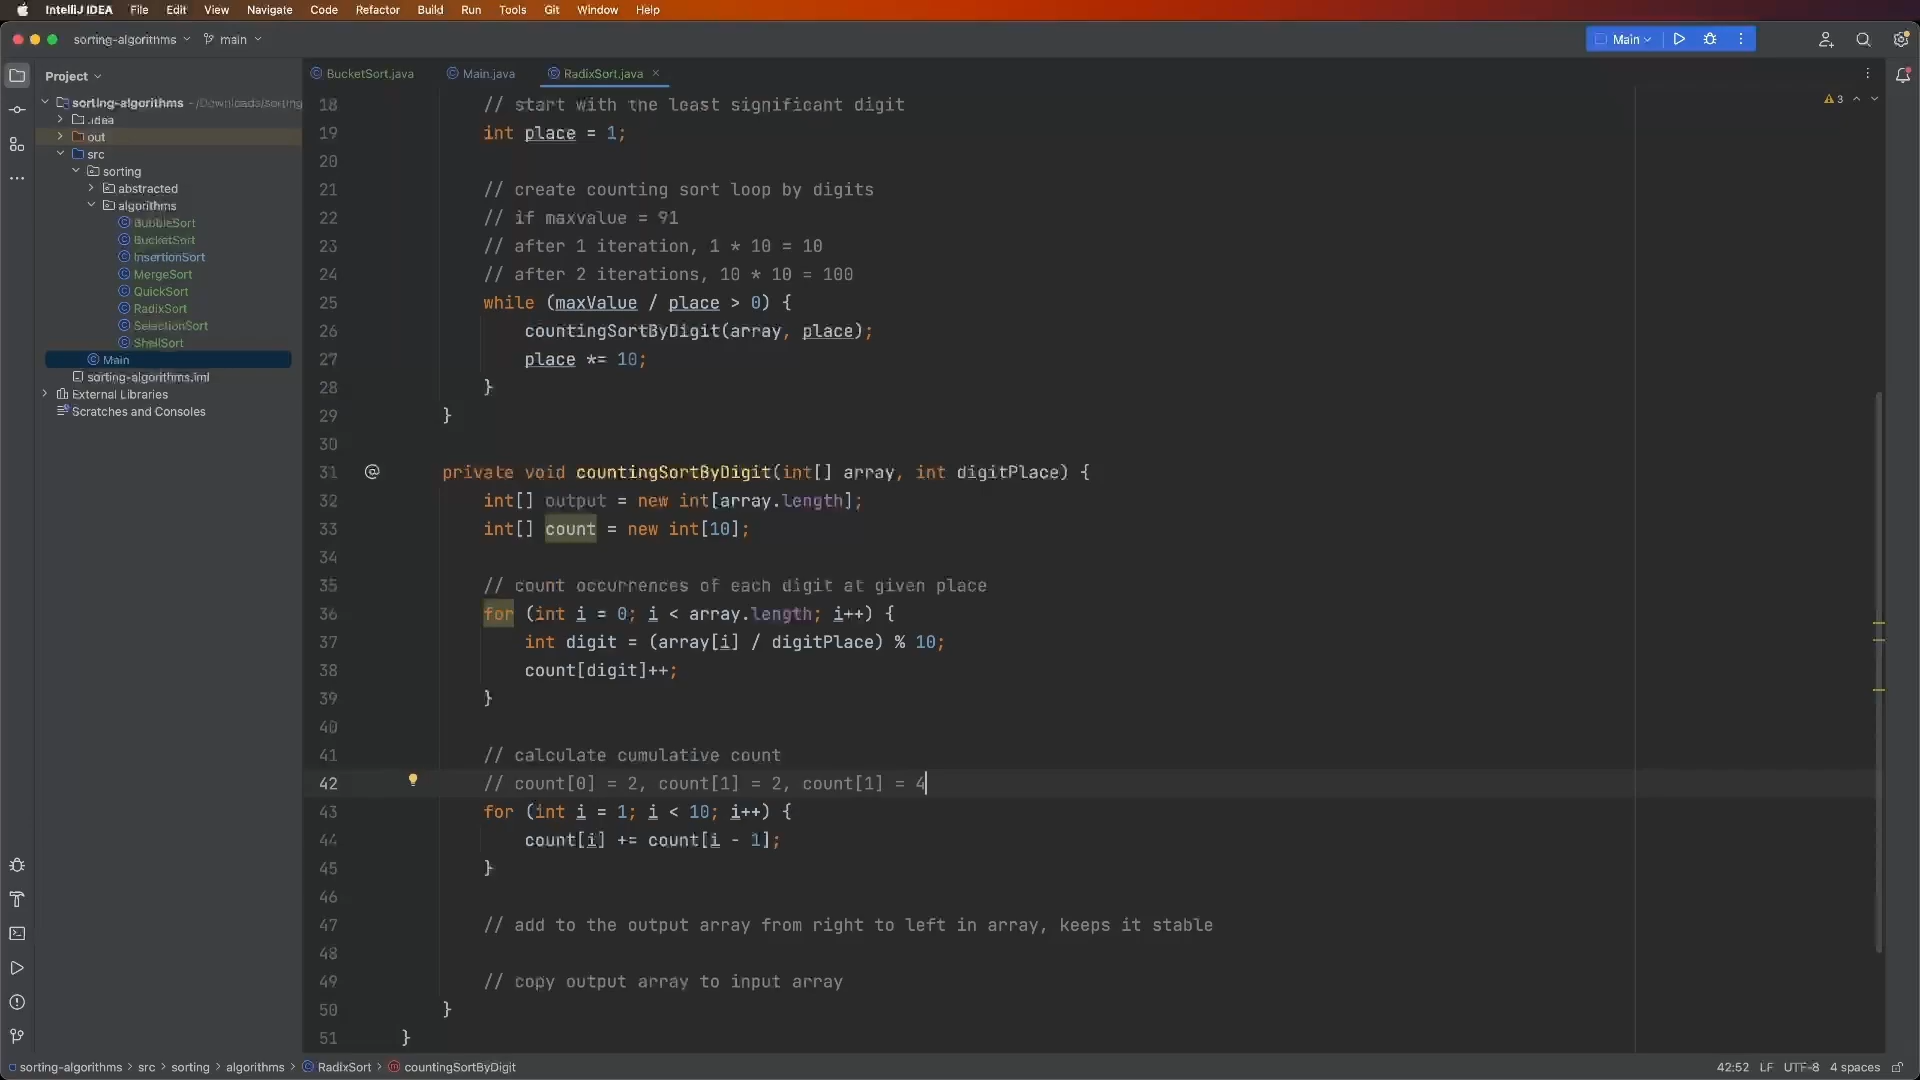 IntelliJ IDEA File Edit View Navigate Code Refactor Build Run Tools Git Window Help
sorting-algorithms main Main
Project
sorting-algorithms ~/Downloads/sorting
.idea
out
src
sorting
abstracted
algorithms
BubbleSort
BucketSort
InsertionSort
MergeSort
QuickSort
RadixSort
SelectionSort
ShellSort
Main
sorting-algorithms.iml
External Libraries
Scratches and Consoles
BucketSort.java Main.java RadixSort.java
3
18 // start with the least significant digit
19 int place = 1;
20
21 // create counting sort loop by digits
22 // if maxvalue = 91
23 // after 1 iteration, 1 * 10 = 10
24 // after 2 iterations, 10 * 10 = 100
25 while (maxValue / place > 0) {
26 countingSortByDigit(array, place);
27 place *= 10;
28 }
29 }
30
31 @ private void countingSortByDigit(int[] array, int digitPlace) {
32 int[] output = new int[array.length];
33 int[] count = new int[10];
34
35 // count occurrences of each digit at given place
36 for (int i = 0; i < array.length; i++) {
37 int digit = (array[i] / digitPlace) % 10;
38 count[digit]++;
39 }
40
41 // calculate cumulative count
42 // count[0] = 2, count[1] = 2, count[1] = 4
43 for (int i = 1; i < 10; i++) {
44 count[i] += count[i - 1];
45 }
46
47 // add to the output array from right to left in array, keeps it stable
48
49 // copy output array to input array
50 }
51 }
sorting-algorithms > src > sorting > algorithms > RadixSort > countingSortByDigit 42:52 LF UTF-8 4 spaces